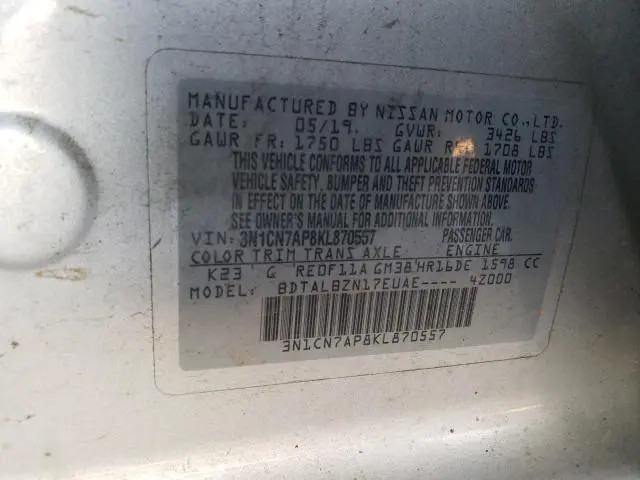 MANUFACTURED BY NISSAN MOTOR CO.,LTD.
DATE: 05/19. GVWR: 3426 LBS
GAWR FR: 1750 LBS GAWR RR 1708 LBS
THIS VEHICLE CONFORMS TO ALL APPLICABLE FEDERAL MOTOR
VEHICLE SAFETY, BUMPER AND THEFT PREVENTION STANDARDS
IN EFFECT ON THE DATE OF MANUFACTURE SHOWN ABOVE.
SEE OWNER'S MANUAL FOR ADDITIONAL INFORMATION.
VIN: 3N1CN7AP8KL870557 PASSENGER CAR.
COLOR TRIM TRANS AXLE ENGINE
K23 G RE0F11A GM38 HR16DE 1598 CC
MODEL: BDTALBZN17EUAE---- 42000
3N1CN7AP8KL870557